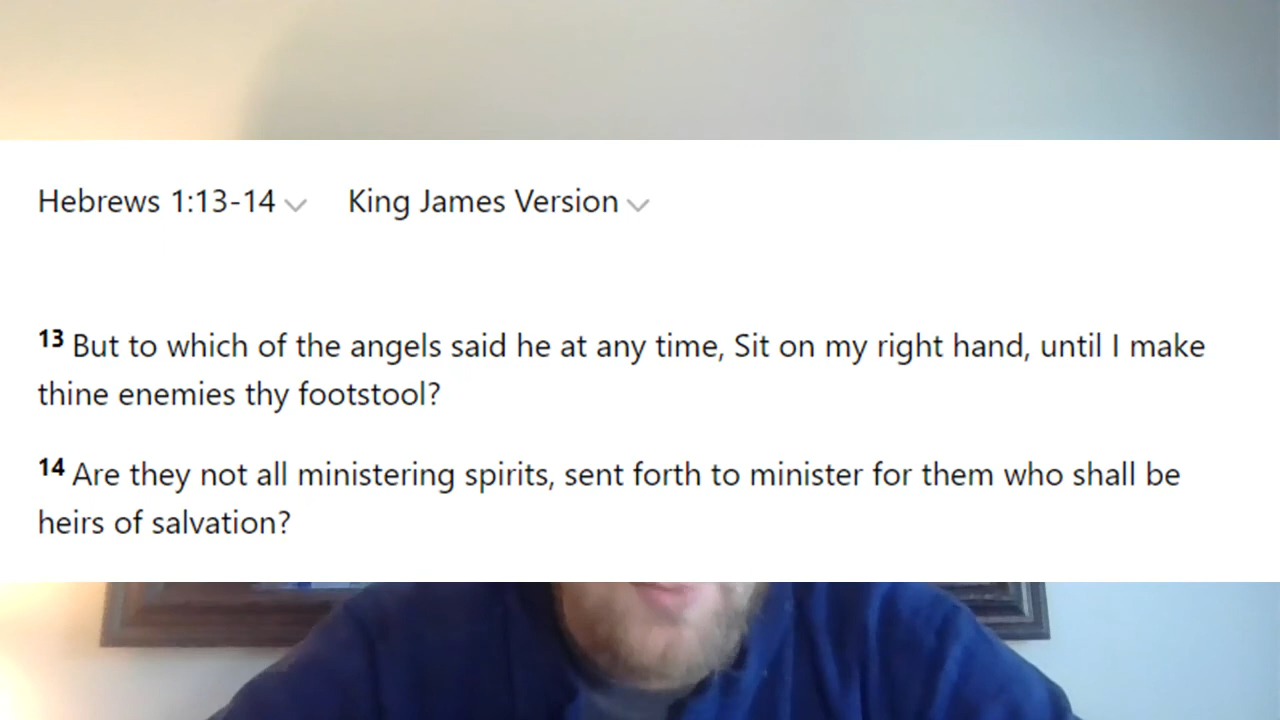 Hebrews 1:13-14 King James Version
13 But to which of the angels said he at any time, Sit on my right hand, until I make
thine enemies thy footstool?
14 Are they not all ministering spirits, sent forth to minister for them who shall be
heirs of salvation?